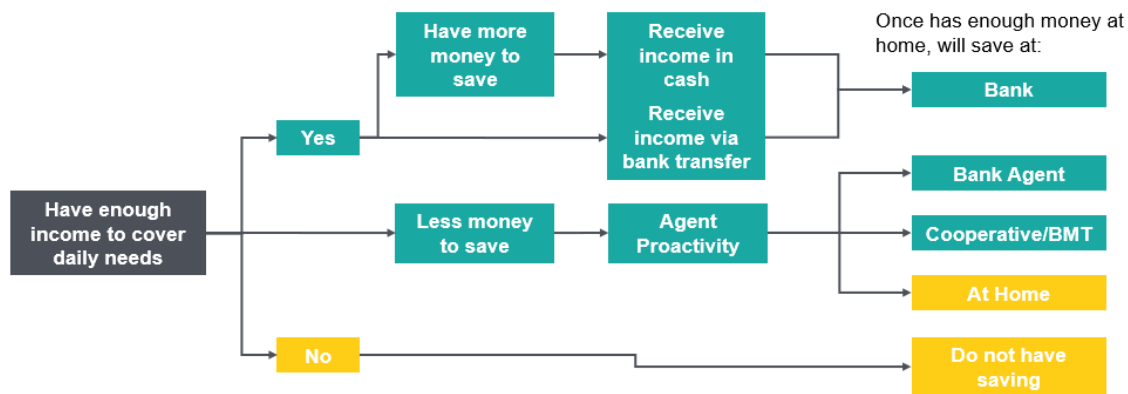 Once has enough money at
home, will save at:
Have more
money to
save
Receive
income in
cash
Bank
Yes
Receive
income via
bank transfer
Bank Agent
Have enough
income to cover
daily needs
Less money
to save
Agent
Proactivity
Cooperative/BMT
At Home
No
Do not have
saving